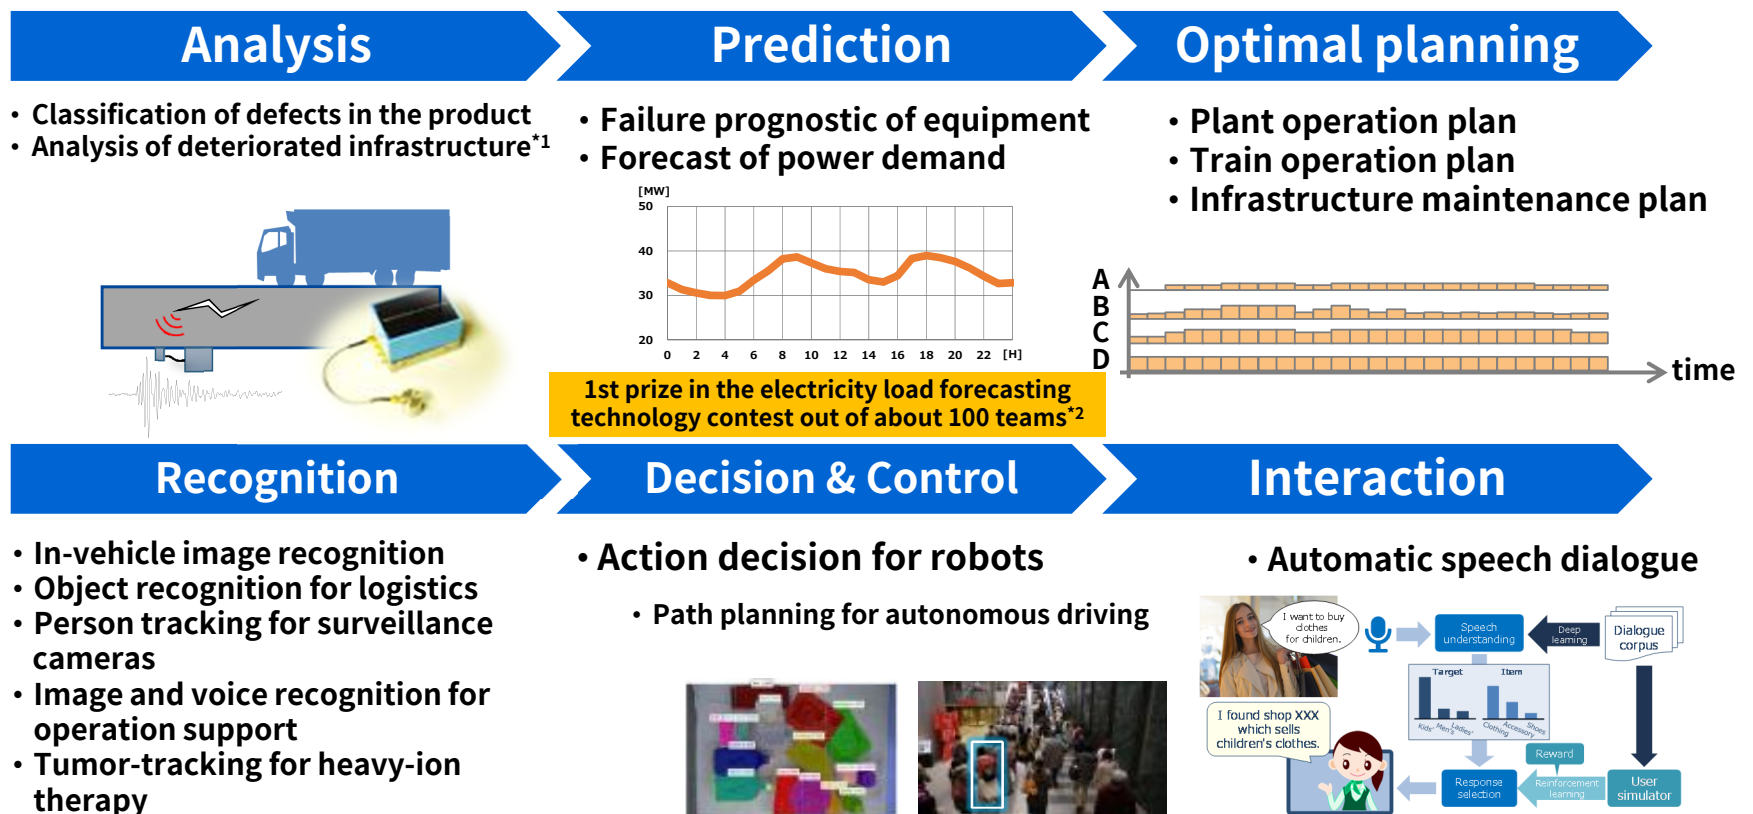 Analysis
Prediction
Optimal planning
• Classification of defects in the product
• Analysis of deteriorated infrastructure*1
• Failure prognostic of equipment
• Forecast of power demand
• Plant operation plan
• Train operation plan
• Infrastructure maintenance plan
[MW]
50
40
30
20
0 2 4 6 8 10 12 14 16 18 20 22 [H]
A
B
C
D
time
1st prize in the electricity load forecasting
technology contest out of about 100 teams*2
Recognition
Decision & Control
Interaction
• In-vehicle image recognition
• Object recognition for logistics
• Person tracking for surveillance
cameras
• Image and voice recognition for
operation support
• Tumor-tracking for heavy-ion
therapy
• Action decision for robots
• Path planning for autonomous driving
• Automatic speech dialogue
I want to buy
clothes
for children.
Speech
understanding
Deep
learning
Dialogue
corpus
Target
Item
Kids' Men's Ladies'
Clothing Accessory Shoes
I found shop XXX
which sells
children's clothes.
Reward
Response
selection
Reinforcement
learning
User
simulator